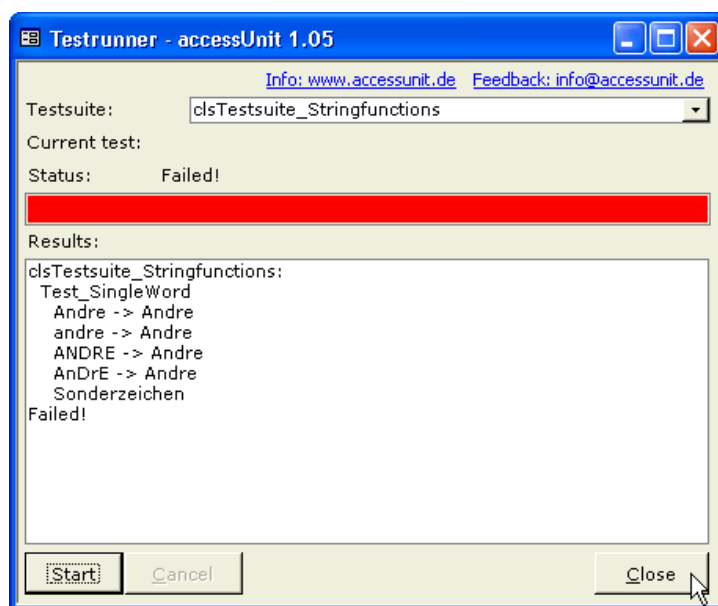 Testrunner - accessUnit 1.05
Info: www.accessunit.de Feedback: info@accessunit.de
Testsuite: clsTestsuite_Stringfunctions
Current test:
Status: Failed!
Results:
clsTestsuite_Stringfunctions:
Test_SingleWord
Andre -> Andre
andre -> Andre
ANDRE -> Andre
AnDrE -> Andre
Sonderzeichen
Failed!
Start Cancel Close